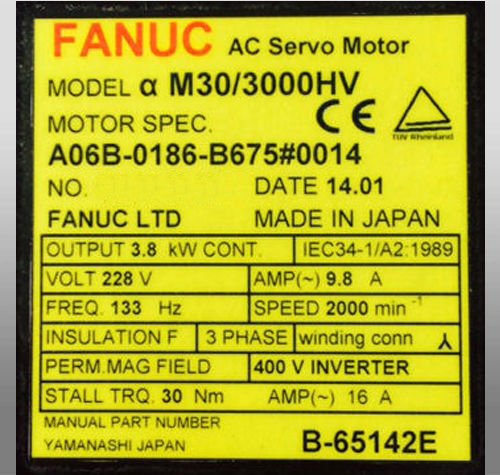 FANUC AC Servo Motor
MODEL α M30/3000HV
MOTOR SPEC. CE
TUV Rheinland
A06B-0186-B675#0014
NO. DATE 14.01
FANUC LTD MADE IN JAPAN
OUTPUT 3.8 kW CONT. IEC34-1/A2:1989
VOLT 228 V AMP(~) 9.8 A
FREQ. 133 Hz SPEED 2000 min -1
INSULATION F 3 PHASE winding conn
PERM.MAG FIELD 400 V INVERTER
STALL TRQ. 30 Nm AMP(~) 16 A
MANUAL PART NUMBER
YAMANASHI JAPAN B-65142E